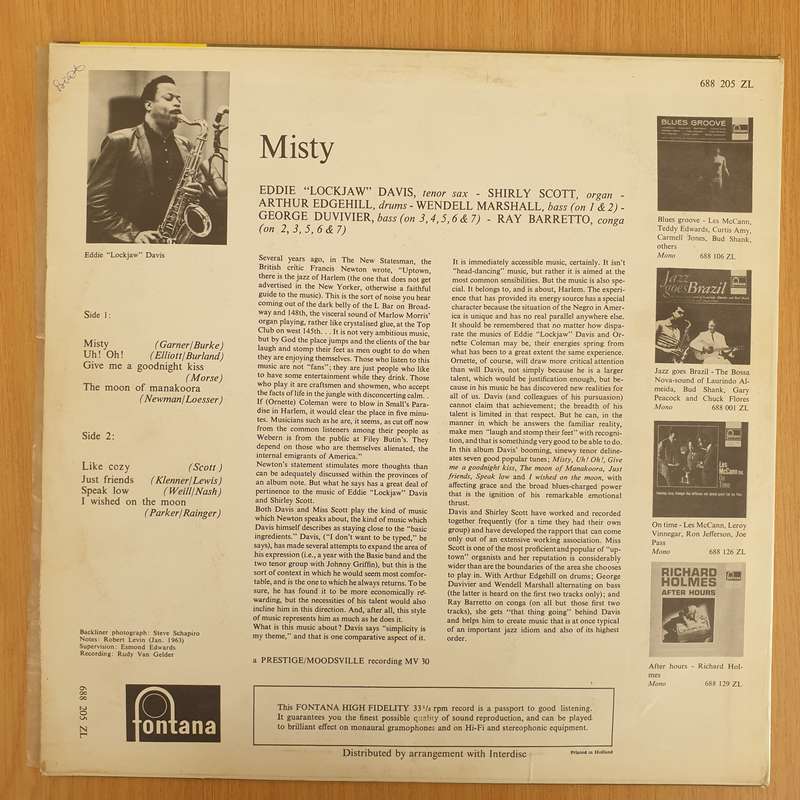 688 205 ZL
Misty
EDDIE “LOCKJAW” DAVIS, tenor sax - SHIRLY SCOTT, organ -
ARTHUR EDGEHILL, drums - WENDELL MARSHALL, bass (on 1 & 2) -
GEORGE DUVIVIER, bass (on 3, 4, 5, 6 & 7) - RAY BARRETTO, conga
(on 2, 3, 5, 6 & 7)
Eddie “Lockjaw” Davis
Side 1:
Misty (Garner/Burke)
Uh! Oh! (Elliott/Burland)
Give me a goodnight kiss
(Morse)
The moon of manakoora
(Newman/Loesser)
Side 2:
Like cozy (Scott)
Just friends (Klenner/Lewis)
Speak low (Weill/Nash)
I wished on the moon
(Parker/Rainger)
Backliner photograph: Steve Schapiro
Notes: Robert Levin (Jan. 1963)
Supervision: Esmond Edwards
Recording: Rudy Van Gelder
688 205 ZL
fontana
Several years ago, in The New Statesman, the
British critic Francis Newton wrote, “Uptown,
there is the jazz of Harlem (the one that does not get
advertised in the New Yorker, otherwise a faithful
guide to the music). This is the sort of noise you hear
coming out of the dark belly of the L Bar on Broad-
way and 148th, the visceral sound of Marlow Morris'
organ playing, rather like crystalised glue, at the Top
Club on west 145th. . . It is not very ambitious music,
but by God the place jumps and the clients of the bar
laugh and stomp their feet as men ought to do when
they are enjoying themselves. Those who listen to this
music are not “fans”; they are just people who like
to have some entertainment while they drink. Those
who play it are craftsmen and showmen, who accept
the facts of life in the jungle with disconcerting calm. .
If (Ornette) Coleman were to blow in Small's Para-
dise in Harlem, it would clear the place in five minu-
tes. Musicians such as he are, it seems, as cut off now
from the common listeners among their people as
Webern is from the public at Filey Butin's. They
depend on those who are themselves alienated, the
internal emigrants of America.”
Newton's statement stimulates more thoughts than
can be adequately discussed within the provinces of
an album note. But what he says has a great deal of
pertinence to the music of Eddie “Lockjaw” Davis
and Shirley Scott.
Both Davis and Miss Scott play the kind of music
which Newton speaks about, the kind of music which
Davis himself describes as staying close to the “basic
ingredients.” Davis, (“I don't want to be typed,” he
says), has made several attempts to expand the area of
his expression (i.e., a year with the Basie band and the
two tenor group with Johnny Griffin), but this is the
sort of context in which he would seem most comfor-
table, and is the one to which he always returns. To be
sure, he has found it to be more economically re-
warding, but the necessities of his talent would also
incline him in this direction. And, after all, this style
of music represents him as much as he does it.
What is this music about? Davis says “simplicity is
my theme,” and that is one comparative aspect of it.
It is immediately accessible music, certainly. It isn't
“head-dancing” music, but rather it is aimed at the
most common sensibilities. But the music is also spe-
cial. It belongs to, and is about, Harlem. The experi-
ence that has provided its energy source has a special
character because the situation of the Negro in Amer-
ica is unique and has no real parallel anywhere else.
It should be remembered that no matter how dispa-
rate the musics of Eddie “Lockjaw” Davis and Or-
nette Coleman may be, their energies spring from
what has been to a great extent the same experience.
Ornette, of course, will draw more critical attention
than will Davis, not simply because he is a larger
talent, which would be justification enough, but be-
cause in his music he has discovered new realities for
all of us. Davis (and colleagues of his pursuasion)
cannot claim that achievement; the breadth of his
talent is limited in that respect. But he can, in the
manner in which he answers the familiar reality,
make men “laugh and stomp their feet” with recogni-
tion, and that is somethindg very good to be able to do.
In this album Davis' booming, sinewy tenor deline-
ates seven good popular tunes; Misty, Uh! Oh!, Give
me a goodnight kiss, The moon of Manakoora, Just
friends, Speak low and I wished on the moon, with
affecting grace and the broad blues-charged power
that is the ignition of his remarkable emotional
thrust.
Davis and Shirley Scott have worked and recorded
together frequently (for a time they had their own
group) and have developed the rapport that can come
only out of an extensive working association. Miss
Scott is one of the most proficient and popular of “up-
town” organists and her reputation is considerably
wider than are the boundaries of the area she chooses
to play in. With Arthur Edgehill on drums; George
Duvivier and Wendell Marshall alternating on bass
(the latter is heard on the first two tracks only); and
Ray Barretto on conga (on all but those first two
tracks), she gets “that thing going” behind Davis
and helps him to create music that is at once typical
of an important jazz idiom and also of its highest
order.
a PRESTIGE/MOODSVILLE recording MV 30
This FONTANA HIGH FIDELITY 33 1/3 rpm record is a passport to good listening.
It guarantees you the finest possible quality of sound reproduction, and can be played
to brilliant effect on monaural gramophones and on Hi-Fi and stereophonic equipment.
Distributed by arrangement with Interdisc
Printed in Holland
BLUES GROOVE
Blues groove - Les McCann,
Teddy Edwards, Curtis Amy,
Carmell Jones, Bud Shank,
others
Mono 688 106 ZL
Jazz
goes Brazil
Jazz goes Brazil - The Bossa
Nova-sound of Laurindo Al-
meida, Bud Shank, Gary
Peacock and Chuck Flores
Mono 688 001 ZL
Les
McCann
On Time
On time - Les McCann, Leroy
Vinnegar, Ron Jefferson, Joe
Pass
Mono 688 126 ZL
RICHARD
HOLMES
AFTER HOURS
After hours - Richard Hol-
mes
Mono 688 129 ZL